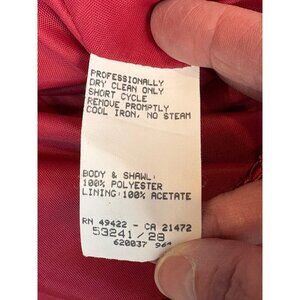 PROFESSIONALLY
DRY CLEAN ONLY
SHORT CYCLE
REMOVE PROMPTLY
COOL IRON, NO STEAM
BODY & SHAWL:
100% POLYESTER
LINING: 100% ACETATE
RN 49422 - CA 21472
53241 / 28
620037